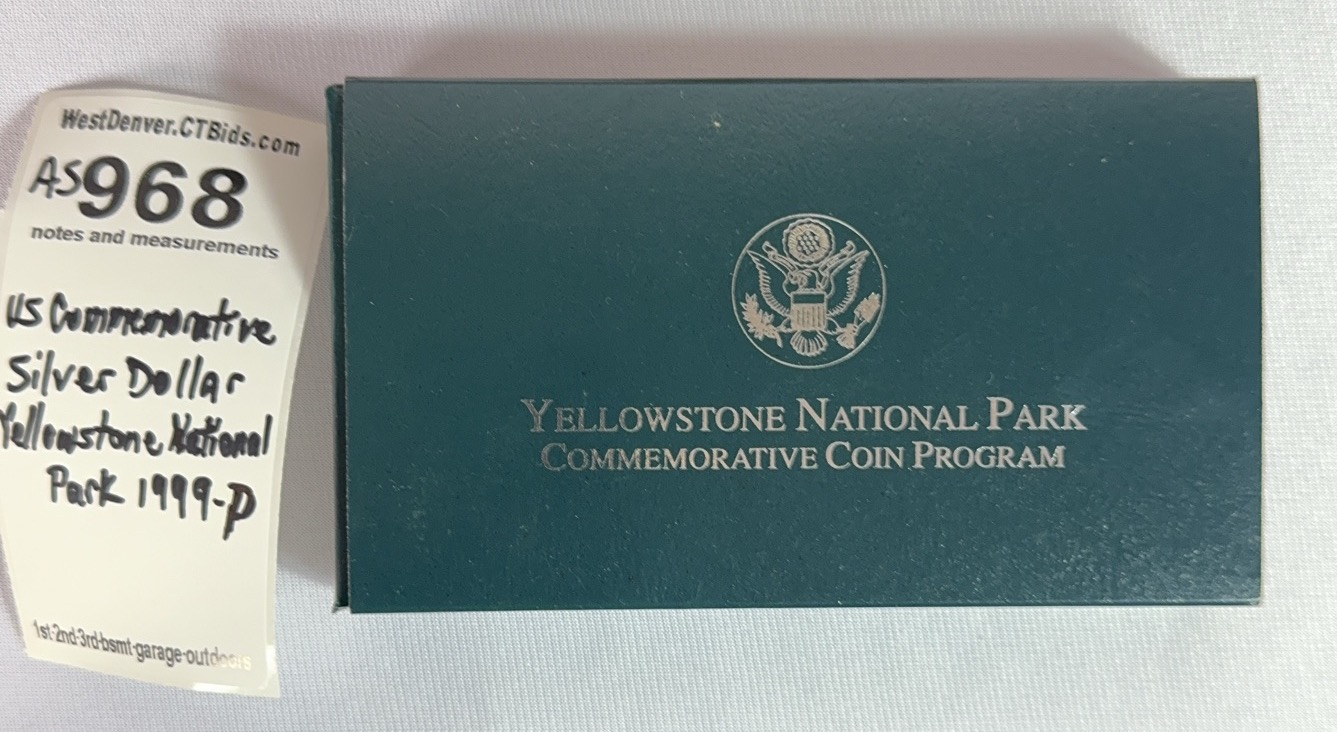 WestDenver.CTBids.com
AS968
notes and measurements
US Commemorative
Silver Dollar
Yellowstone National
Park 1999-P
1st-2nd-3rd-bsmt-garage-outdoors
YELLOWSTONE NATIONAL PARK
COMMEMORATIVE COIN PROGRAM